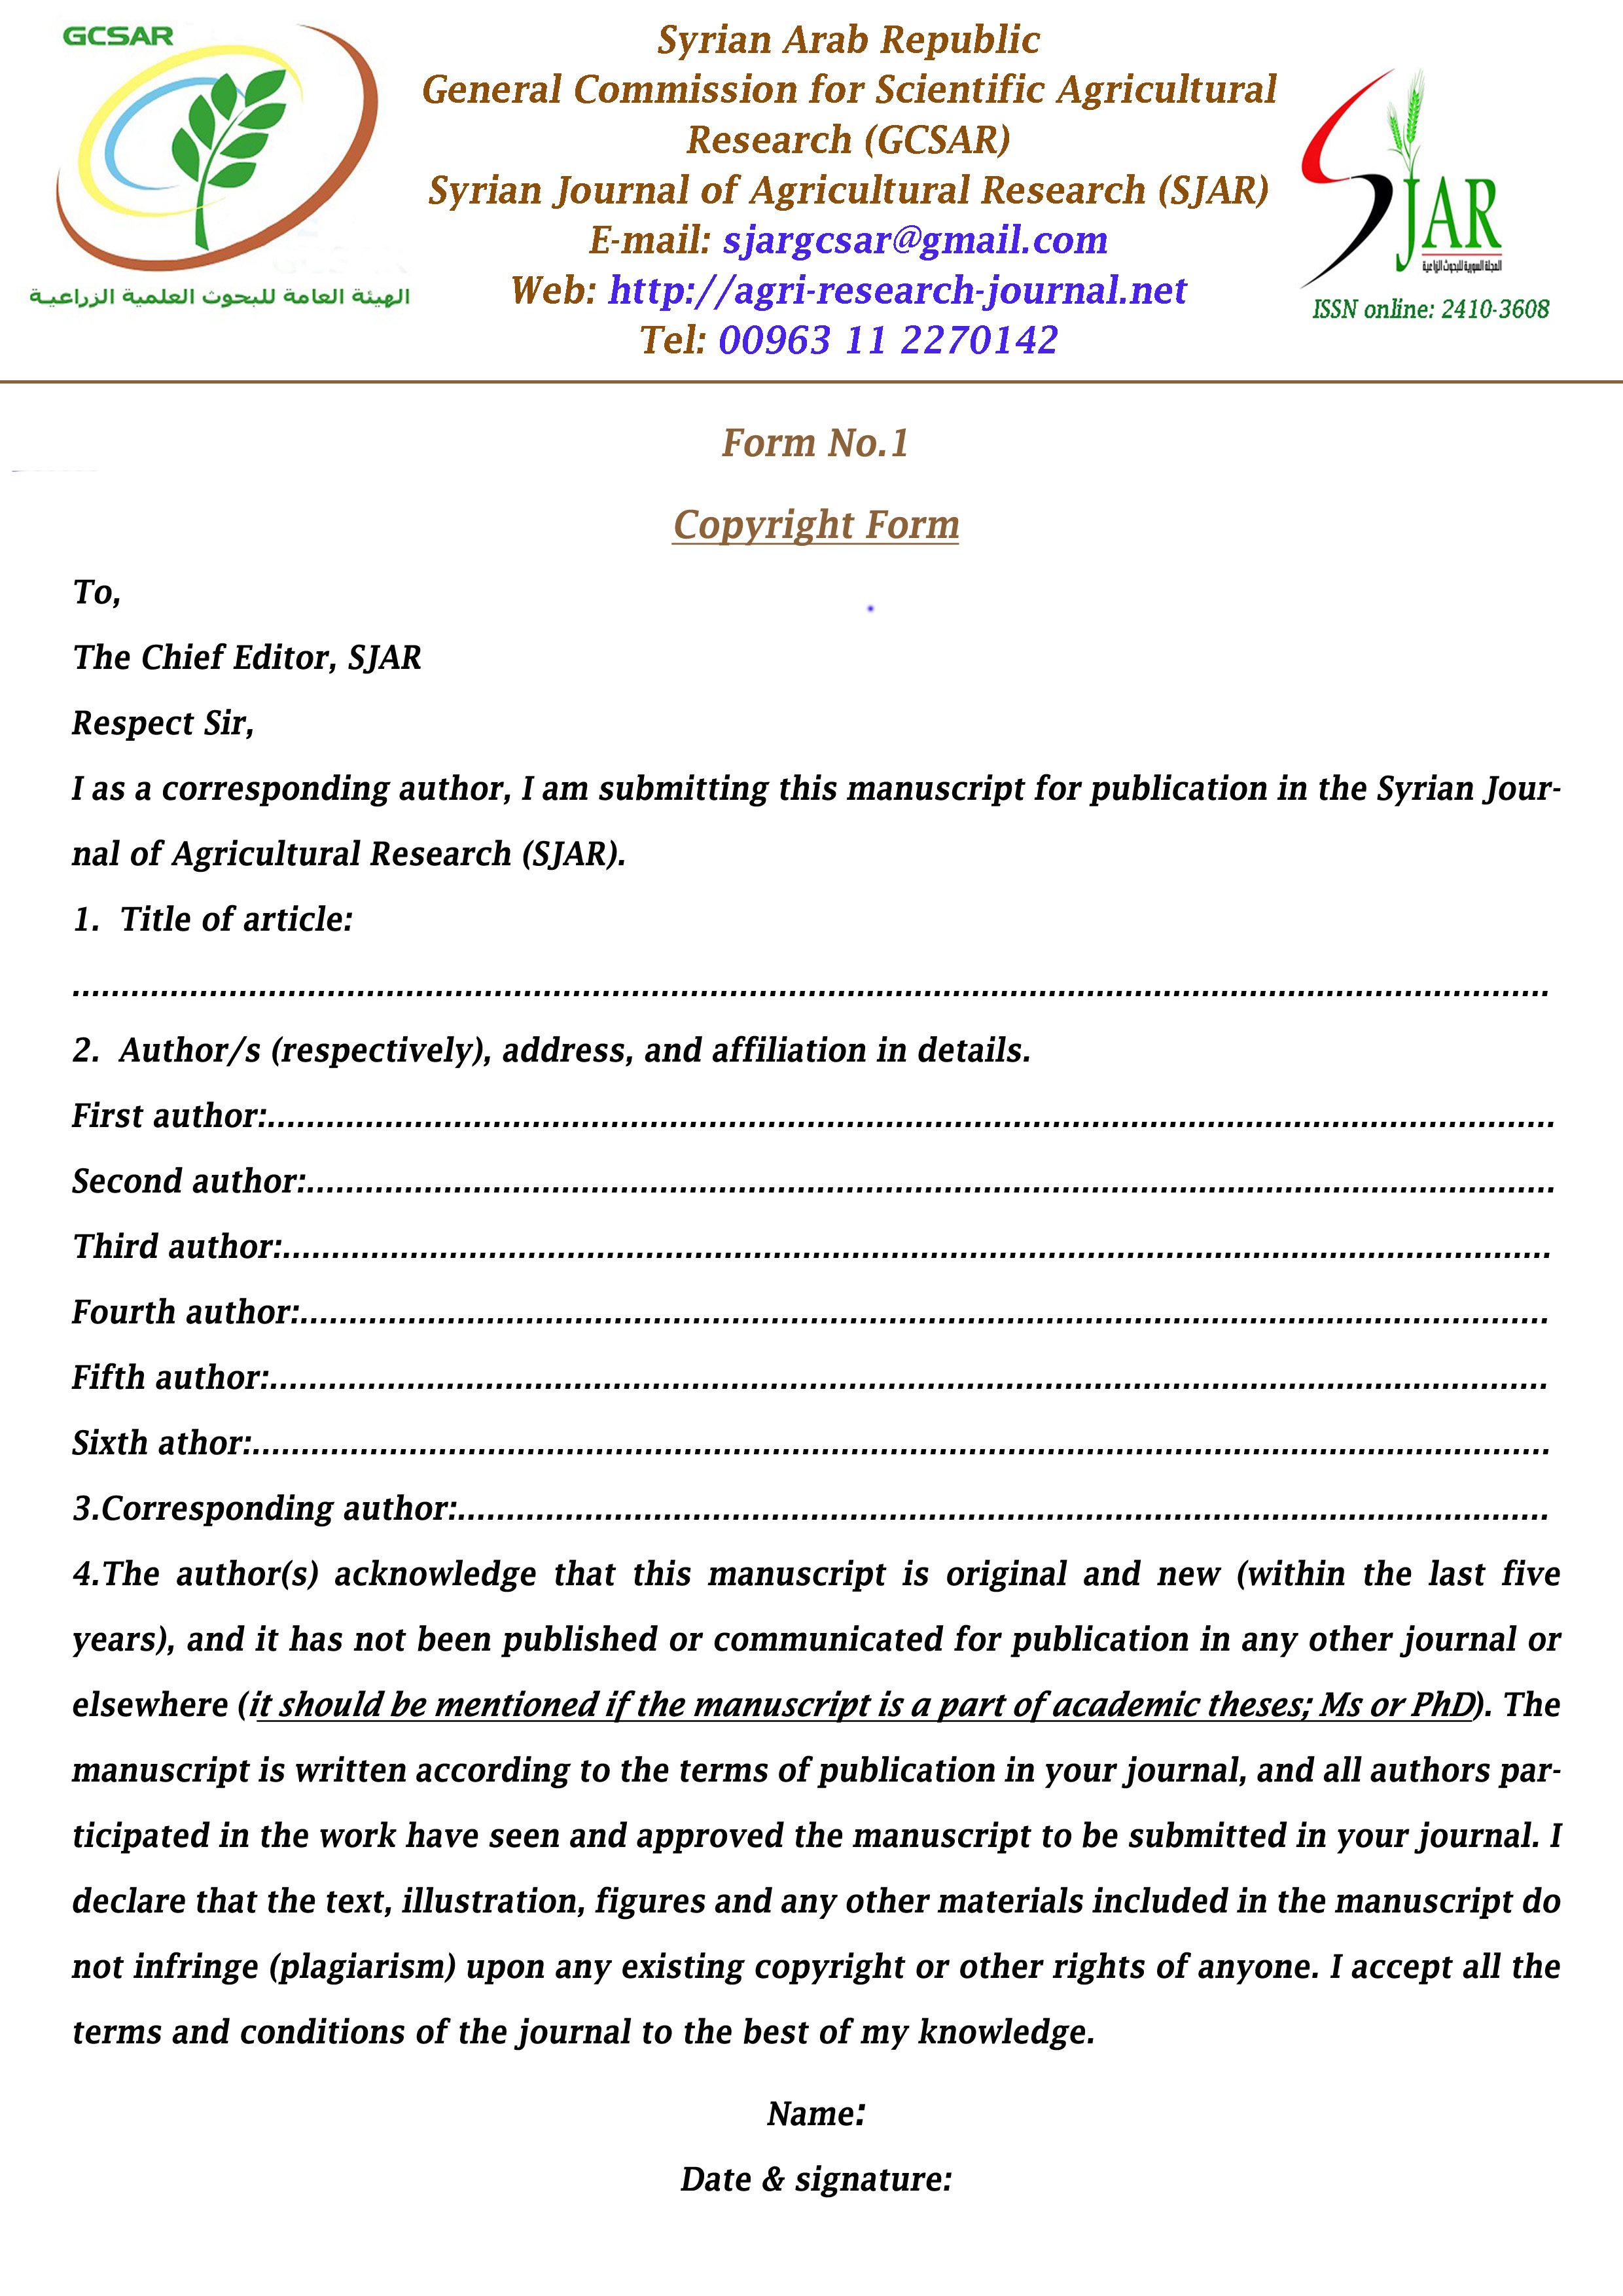 GCSAR
الهيئة العامة للبحوث العلمية الزراعية
Syrian Arab Republic
General Commission for Scientific Agricultural
Research (GCSAR)
Syrian Journal of Agricultural Research (SJAR)
E-mail: sjargcsar@gmail.com
Web: http://agri-research-journal.net
Tel: 00963 11 2270142
SJAR
المجلة السورية للبحوث الزراعية
ISSN online: 2410-3608
Form No.1
Copyright Form
To,
The Chief Editor, SJAR
Respect Sir,
I as a corresponding author, I am submitting this manuscript for publication in the Syrian Jour-
nal of Agricultural Research (SJAR).
1. Title of article:
................................................................................
2. Author/s (respectively), address, and affiliation in details.
First author:................................................................................
Second author:................................................................................
Third author:................................................................................
Fourth author:................................................................................
Fifth author:................................................................................
Sixth athor:................................................................................
3.Corresponding author:................................................................................
4.The author(s) acknowledge that this manuscript is original and new (within the last five
years), and it has not been published or communicated for publication in any other journal or
elsewhere (it should be mentioned if the manuscript is a part of academic theses; Ms or PhD). The
manuscript is written according to the terms of publication in your journal, and all authors par-
ticipated in the work have seen and approved the manuscript to be submitted in your journal. I
declare that the text, illustration, figures and any other materials included in the manuscript do
not infringe (plagiarism) upon any existing copyright or other rights of anyone. I accept all the
terms and conditions of the journal to the best of my knowledge.
Name:
Date & signature: